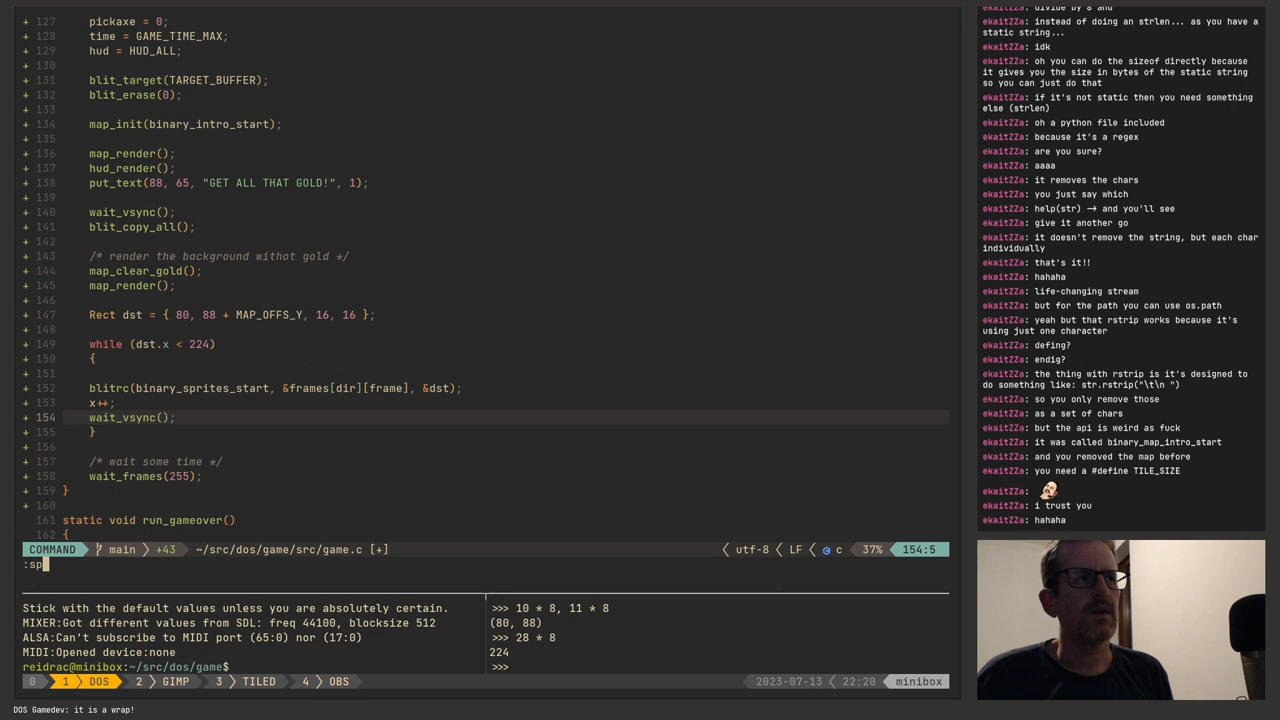 + 127 pickaxe = 0;
+ 128 time = GAME_TIME_MAX;
+ 129 hud = HUD_ALL;
+ 130
+ 131 blit_target(TARGET_BUFFER);
+ 132 blit_erase(0);
+ 133
+ 134 map_init(binary_intro_start);
+ 135
+ 136 map_render();
+ 137 hud_render();
+ 138 put_text(88, 65, "GET ALL THAT GOLD!", 1);
+ 139
+ 140 wait_vsync();
+ 141 blit_copy_all();
+ 142
+ 143 /* render the background withot gold */
+ 144 map_clear_gold();
+ 145 map_render();
+ 146
+ 147 Rect dst = { 80, 88 + MAP_OFFS_Y, 16, 16 };
+ 148
+ 149 while (dst.x < 224)
+ 150 {
+ 151
+ 152 blitrc(binary_sprites_start, &frames[dir][frame], &dst);
+ 153 x++;
+ 154 wait_vsync();
+ 155 }
+ 156
+ 157 /* wait some time */
+ 158 wait_frames(255);
+ 159 }
+ 160
161 static void run_gameover()
162 {
COMMAND main +43 ~/src/dos/game/src/game.c [+] utf-8 LF c 37% 154:5
:sp
Stick with the default values unless you are absolutely certain.
MIXER:Got different values from SDL: freq 44100, blocksize 512
ALSA:Can't subscribe to MIDI port (65:0) nor (17:0)
MIDI:Opened device:none
reidrac@minibox:~/src/dos/game$
>>> 10 * 8, 11 * 8
(80, 88)
>>> 28 * 8
224
>>>
0 1 DOS 2 GIMP 3 TILED 4 OBS 2023-07-13 22:20 minibox
DOS Gamedev: it is a wrap!
divide by 8 and
ekaitZZa: instead of doing an strlen... as you have a
static string...
ekaitZZa: idk
ekaitZZa: oh you can do the sizeof directly because
it gives you the size in bytes of the static string
so you can just do that
ekaitZZa: if it's not static then you need something
else (strlen)
ekaitZZa: oh a python file included
ekaitZZa: because it's a regex
ekaitZZa: are you sure?
ekaitZZa: aaaa
ekaitZZa: it removes the chars
ekaitZZa: you just say which
ekaitZZa: help(str) → and you'll see
ekaitZZa: give it another go
ekaitZZa: it doesn't remove the string, but each char
individually
ekaitZZa: that's it!!
ekaitZZa: hahaha
ekaitZZa: life-changing stream
ekaitZZa: but for the path you can use os.path
ekaitZZa: yeah but that rstrip works because it's
using just one character
ekaitZZa: defing?
ekaitZZa: endig?
ekaitZZa: the thing with rstrip is it's designed to
do something like: str.rstrip("\t\n ")
ekaitZZa: so you only remove those
ekaitZZa: as a set of chars
ekaitZZa: but the api is weird as fuck
ekaitZZa: it was called binary_map_intro_start
ekaitZZa: and you removed the map before
ekaitZZa: you need a #define TILE_SIZE
ekaitZZa:
ekaitZZa: i trust you
ekaitZZa: hahaha